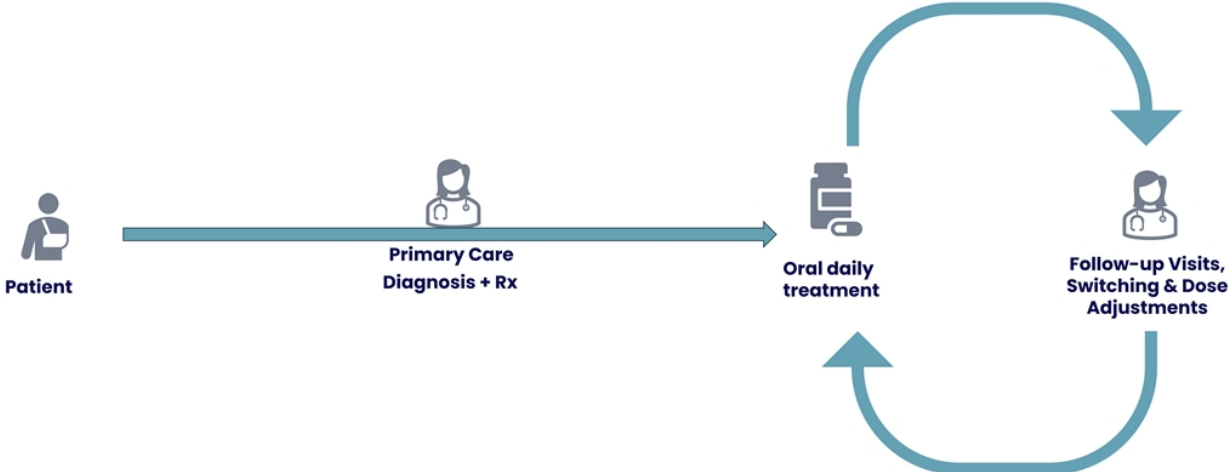 Patient
Primary Care
Diagnosis + Rx
Oral daily
treatment
Follow-up Visits,
Switching & Dose
Adjustments